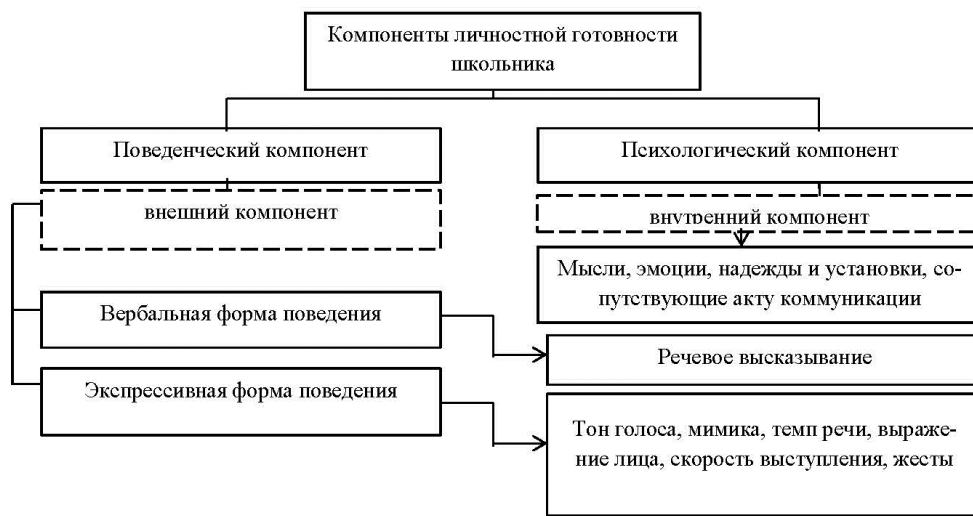 Компоненты личностной готовности
школьника
Поведенческий компонент
Психологический компонент
внешний компонент
внутренний компонент
Мысли, эмоции, надежды и установки, со-
путствующие акту коммуникации
Вербальная форма поведения
Речевое высказывание
Экспрессивная форма поведения
Тон голоса, мимика, темп речи, выраже-
ние лица, скорость выступления, жесты